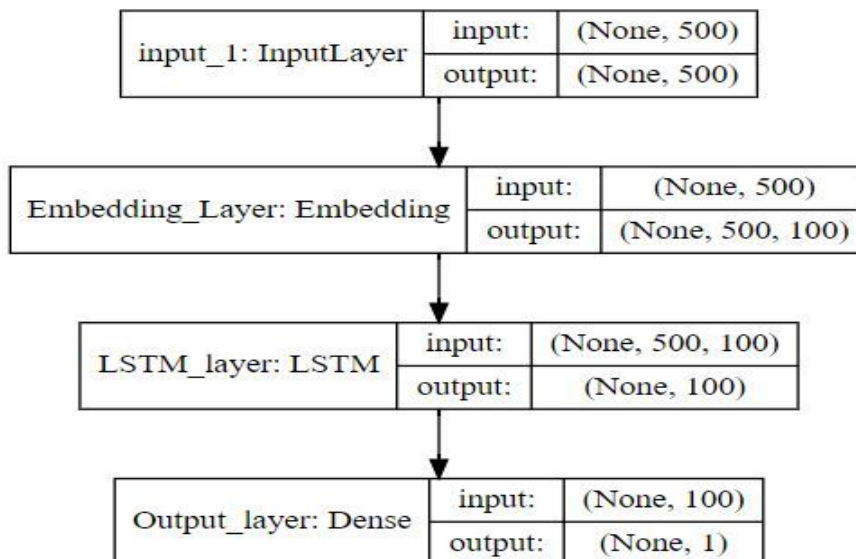 input_1: InputLayer
input: (None, 500)
output: (None, 500)
Embedding_Layer: Embedding
input: (None, 500)
output: (None, 500, 100)
LSTM_layer: LSTM
input: (None, 500, 100)
output: (None, 100)
Output_layer: Dense
input: (None, 100)
output: (None, 1)